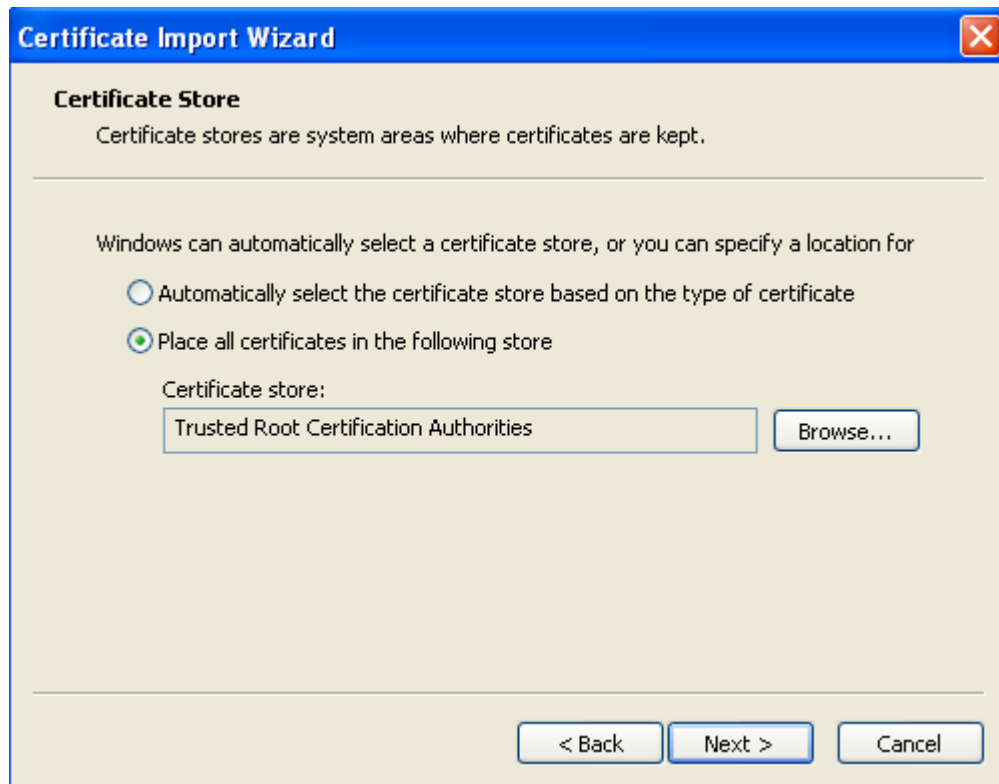 Certificate Import Wizard
Certificate Store
Certificate stores are system areas where certificates are kept.
Windows can automatically select a certificate store, or you can specify a location for
Automatically select the certificate store based on the type of certificate
Place all certificates in the following store
Certificate store:
Trusted Root Certification Authorities
Browse...
< Back
Next >
Cancel